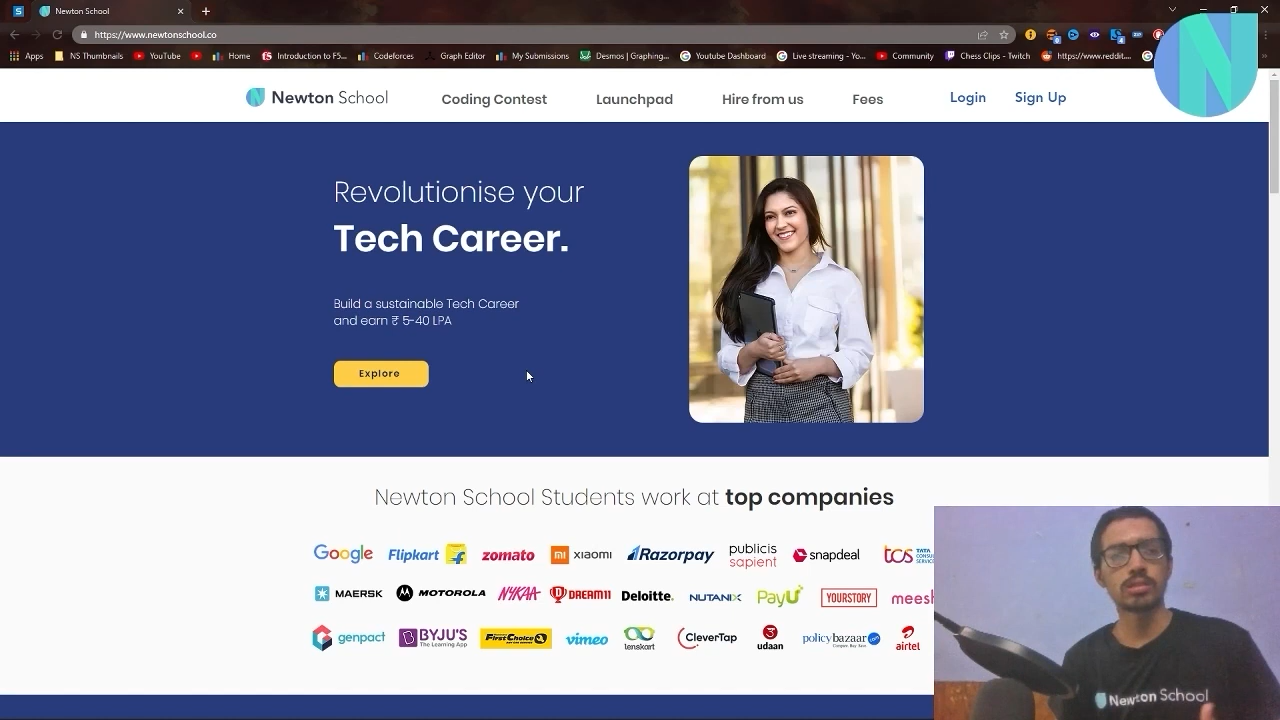 Newton School
https://www.newtonschool.co
Apps
NS Thumbnails
YouTube
Home
Introduction to F5...
Codeforces
Graph Editor
My Submissions
Desmos | Graphing...
Youtube Dashboard
Live streaming - Yo...
Community
Chess Clips - Twitch
https://www.reddit....
Newton School
Coding Contest
Launchpad
Hire from us
Fees
Login
Sign Up
Revolutionise your
Tech Career.
Build a sustainable Tech Career
and earn ₹ 5-40 LPA
Explore
Newton School Students work at top companies
Google Flipkart zomato mi xiaomi Razorpay publicis sapient snapdeal tcs TATA
MAERSK MOTOROLA NYKAA DREAM11 Deloitte. NUTANIX PayU YOURSTORY meesh
genpact BYJU'S The Learning App FirstChoice vimeo lenskart CleverTap udaan policybazaar airtel
Newton School